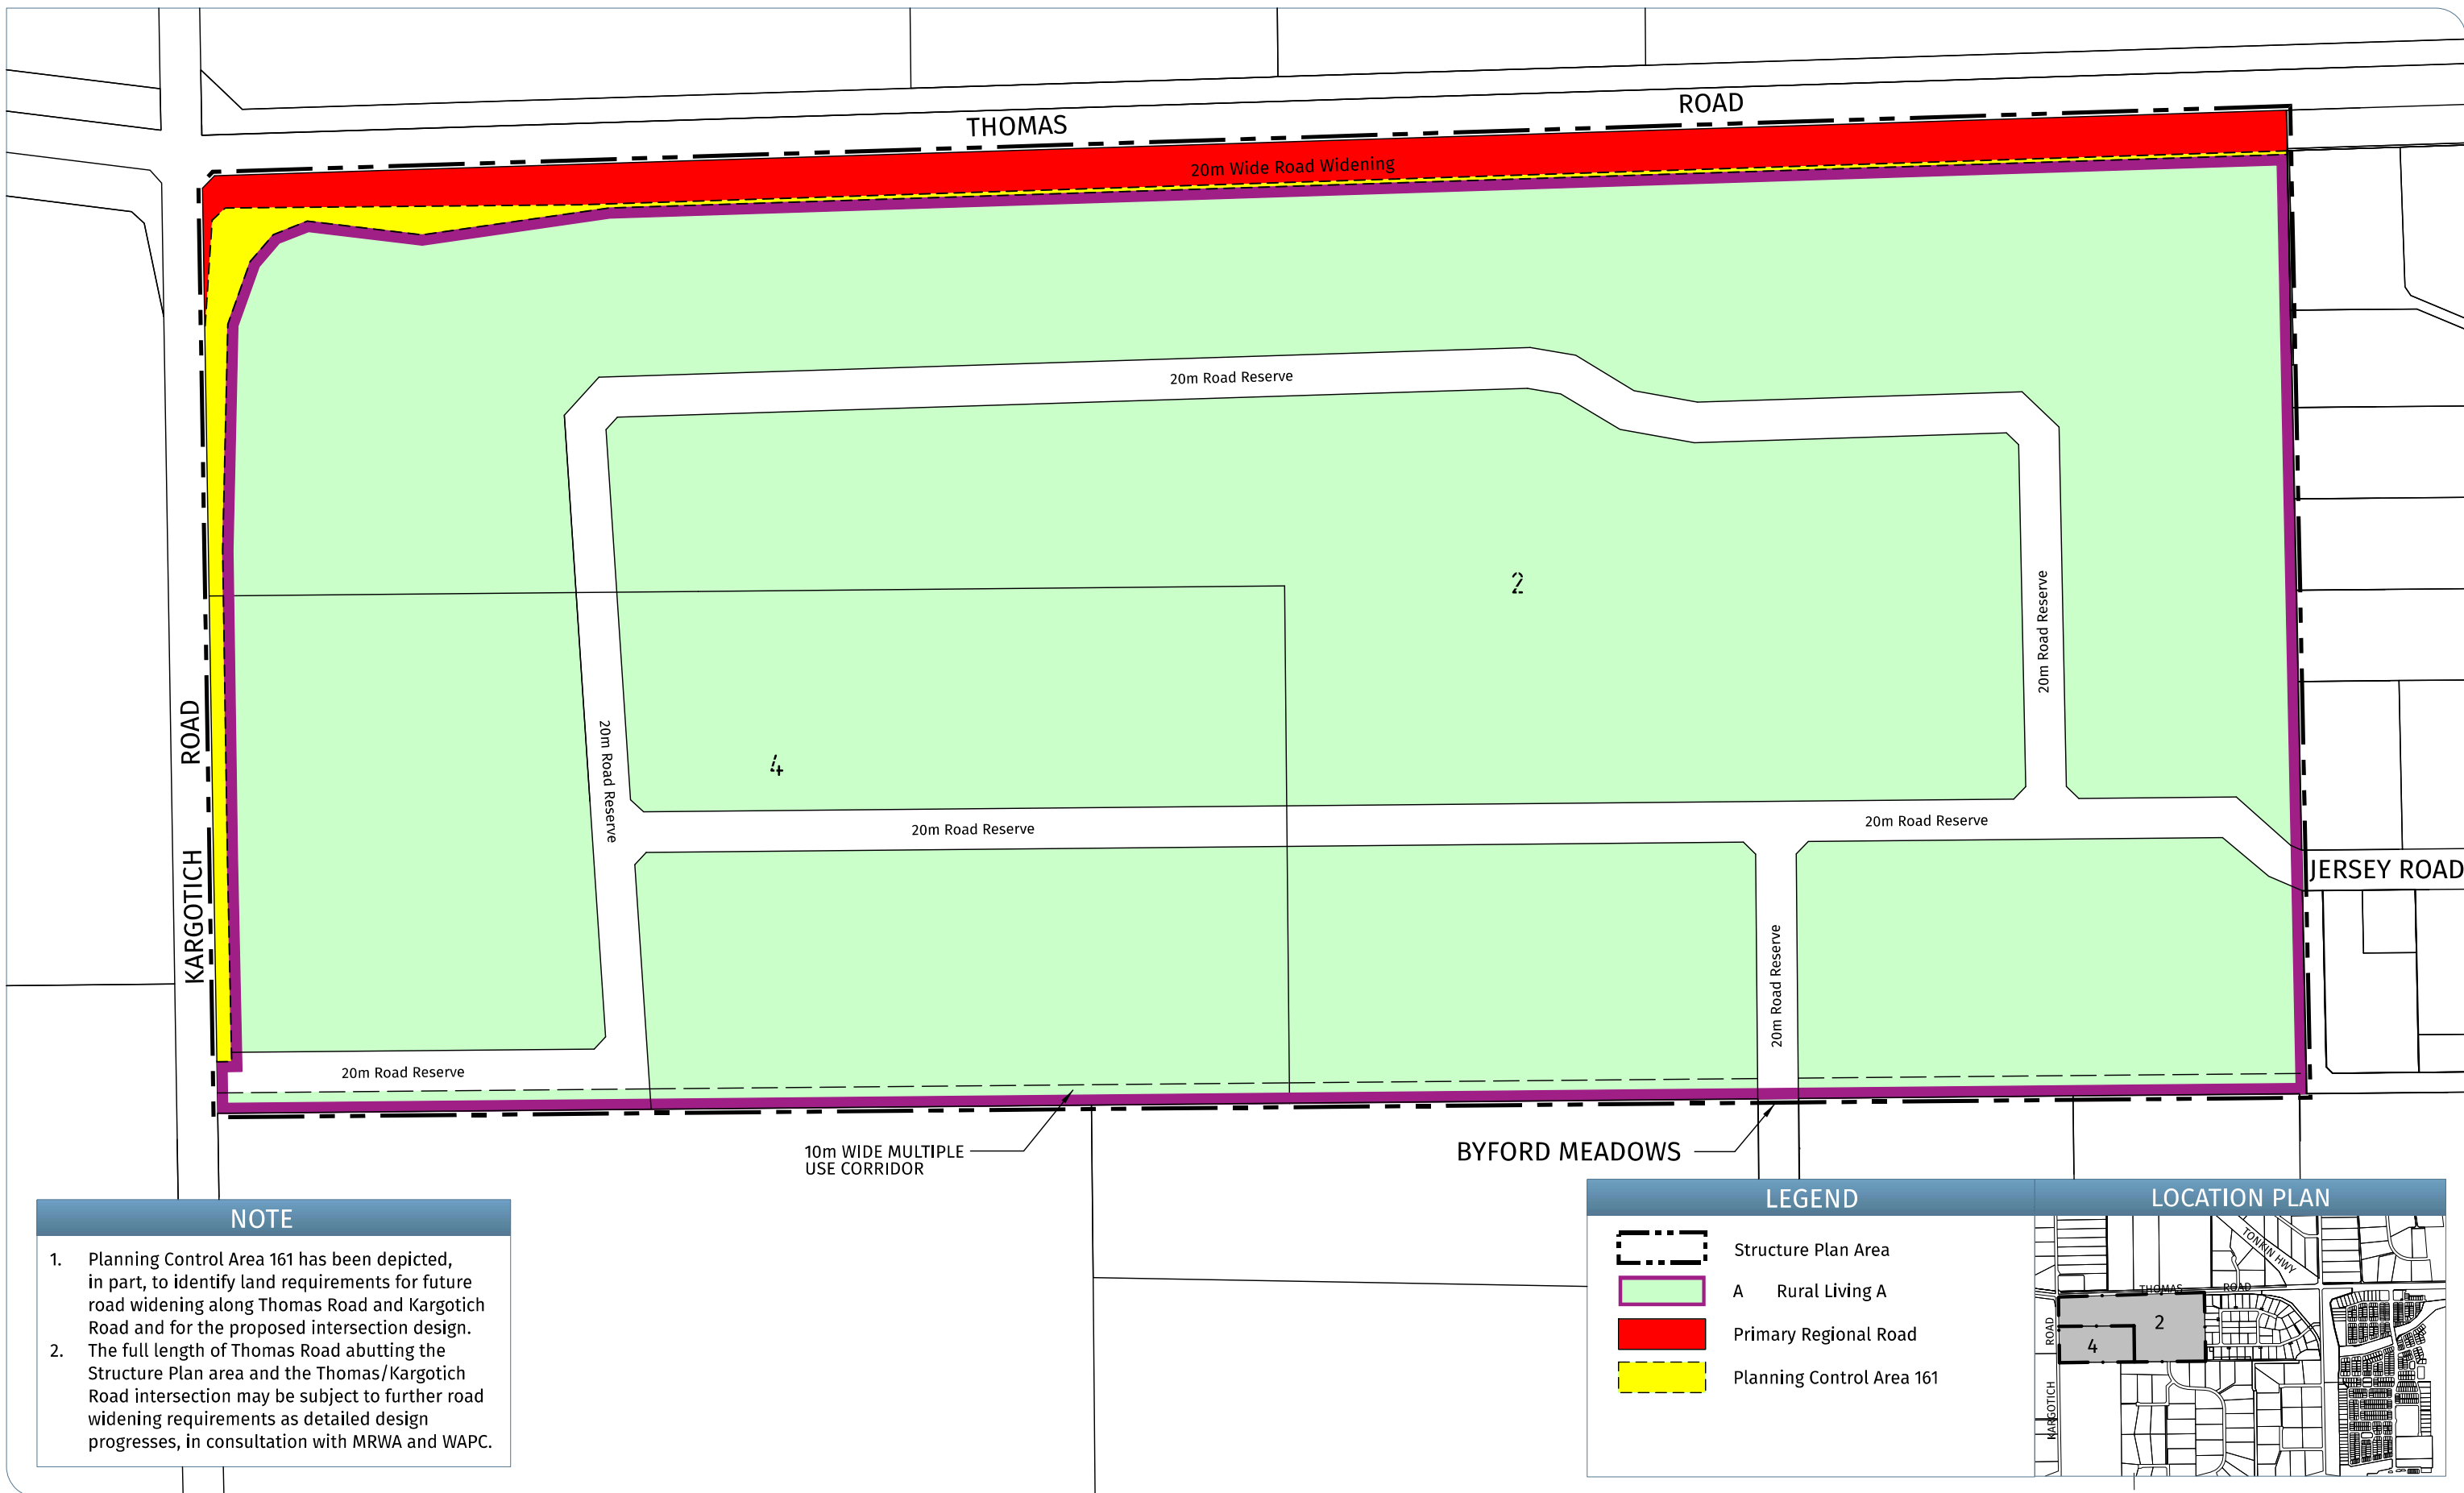 THOMAS
ROAD
20m Wide Road Widening
20m Road Reserve
2
20m Road Reserve
ROAD
20m Road Reserve
4
20m Road Reserve
20m Road Reserve
KARGOTICH
JERSEY ROAD
20m Road Reserve
20m Road Reserve
10m WIDE MULTIPLE
USE CORRIDOR
BYFORD MEADOWS
NOTE
1. Planning Control Area 161 has been depicted,
in part, to identify land requirements for future
road widening along Thomas Road and Kargotich
Road and for the proposed intersection design.
2. The full length of Thomas Road abutting the
Structure Plan area and the Thomas/Kargotich
Road intersection may be subject to further road
widening requirements as detailed design
progresses, in consultation with MRWA and WAPC.
LEGEND
Structure Plan Area
A Rural Living A
Primary Regional Road
Planning Control Area 161
LOCATION PLAN
TONKIN HWY
THOMAS
ROAD
2
ROAD
4
KARGOTICH